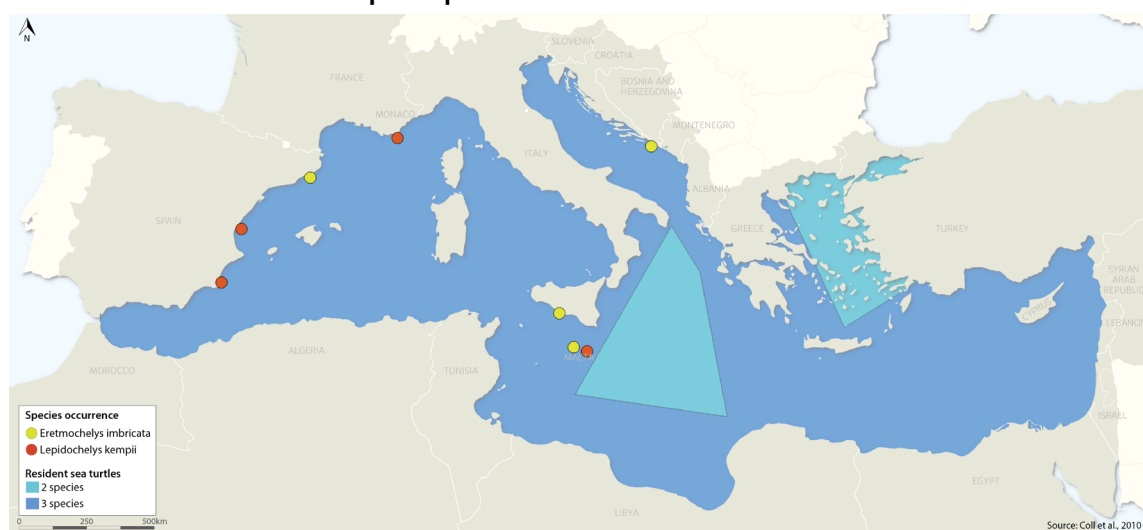 N
SLOVENIA
CROATIA
FRANCE
BOSNIA AND
HERZEGOVINA
MONACO
MONTENEGRO
ITALY
ALBANIA
SPAIN
GREECE
TURKEY
SYRIAN
ARAB
REPUBLIC
CYPRUS
LEBANON
MALTA
ALGERIA
TUNISIA
MOROCCO
ISRAEL
EGYPT
LIBYA
Species occurrence
Eretmochelys imbricata
Lepidochelys kempii
Resident sea turtles
2 species
3 species
0 250 500km
Source: Coll et al., 2010